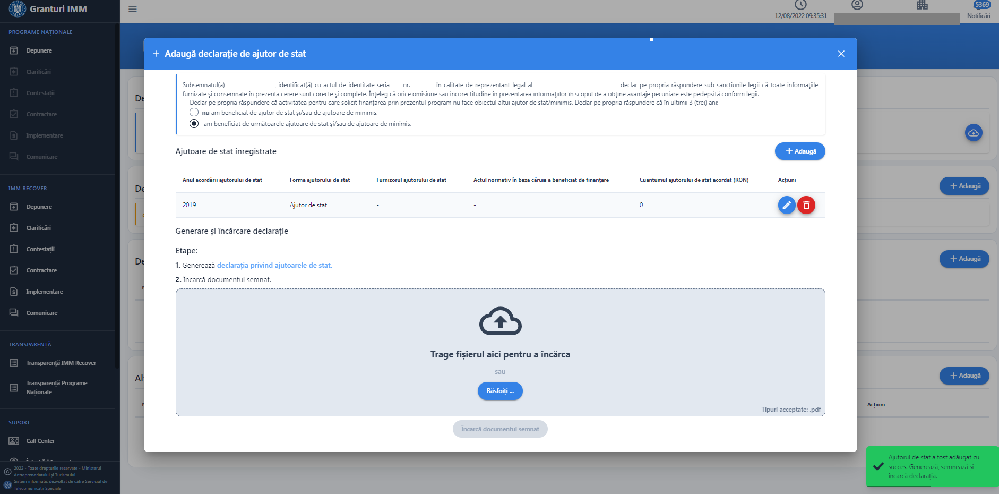 Granturi IMM
12/08/2022 09:35:31
5369
Notificări
PROGRAME NAȚIONALE
Depunere
Clarificări
Contestații
Contractare
Implementare
Comunicare
IMM RECOVER
Depunere
Clarificări
Contestații
Contractare
Implementare
Comunicare
TRANSPARENȚĂ
Transparență IMM Recover
Transparență Programe
Naționale
SUPORT
Call Center
2022 - Toate drepturile rezervate - Ministerul
Antreprenoriatului și Turismului
Sistem informatic dezvoltat de către Serviciul de
Telecomunicații Speciale
Adaugă declarație de ajutor de stat
Subsemnatul(a) , identificat(ă) cu actul de identitate seria nr. în calitate de reprezentant legal al declar pe propria răspundere sub sancțiunile legii că toate informaţiile
furnizate şi consemnate în prezenta cerere sunt corecte şi complete. Înţeleg că orice omisiune sau incorectitudine în prezentarea informaţiilor în scopul de a obţine avantaje pecuniare este pedepsită conform legii.
Declar pe propria răspundere că activitatea pentru care solicit finanțarea prin prezentul program nu face obiectul altui ajutor de stat/minimis. Declar pe propria răspundere că în ultimii 3 (trei) ani:
nu am beneficiat de ajutor de stat și/sau de ajutoare de minimis.
am beneficiat de următoarele ajutoare de stat și/sau de ajutoare de minimis.
Ajutoare de stat înregistrate
Adaugă
Anul acordării ajutorului de stat Forma ajutorului de stat Furnizorul ajutorului de stat Actul normativ în baza căruia a beneficiat de finanțare Cuantumul ajutorului de stat acordat (RON) Acțiuni
2019 Ajutor de stat - - 0
Generare și încărcare declarație
Etape:
1. Generează declarația privind ajutoarele de stat.
2. Încarcă documentul semnat.
Trage fișierul aici pentru a încărca
sau
Răsfoiți ...
Tipuri acceptate: .pdf
Încarcă documentul semnat
De
De
Adaugă
De
Adaugă
Al
Adaugă
Acțiuni
Ajutorul de stat a fost adăugat cu
succes. Generează, semnează și
încarcă declarația.